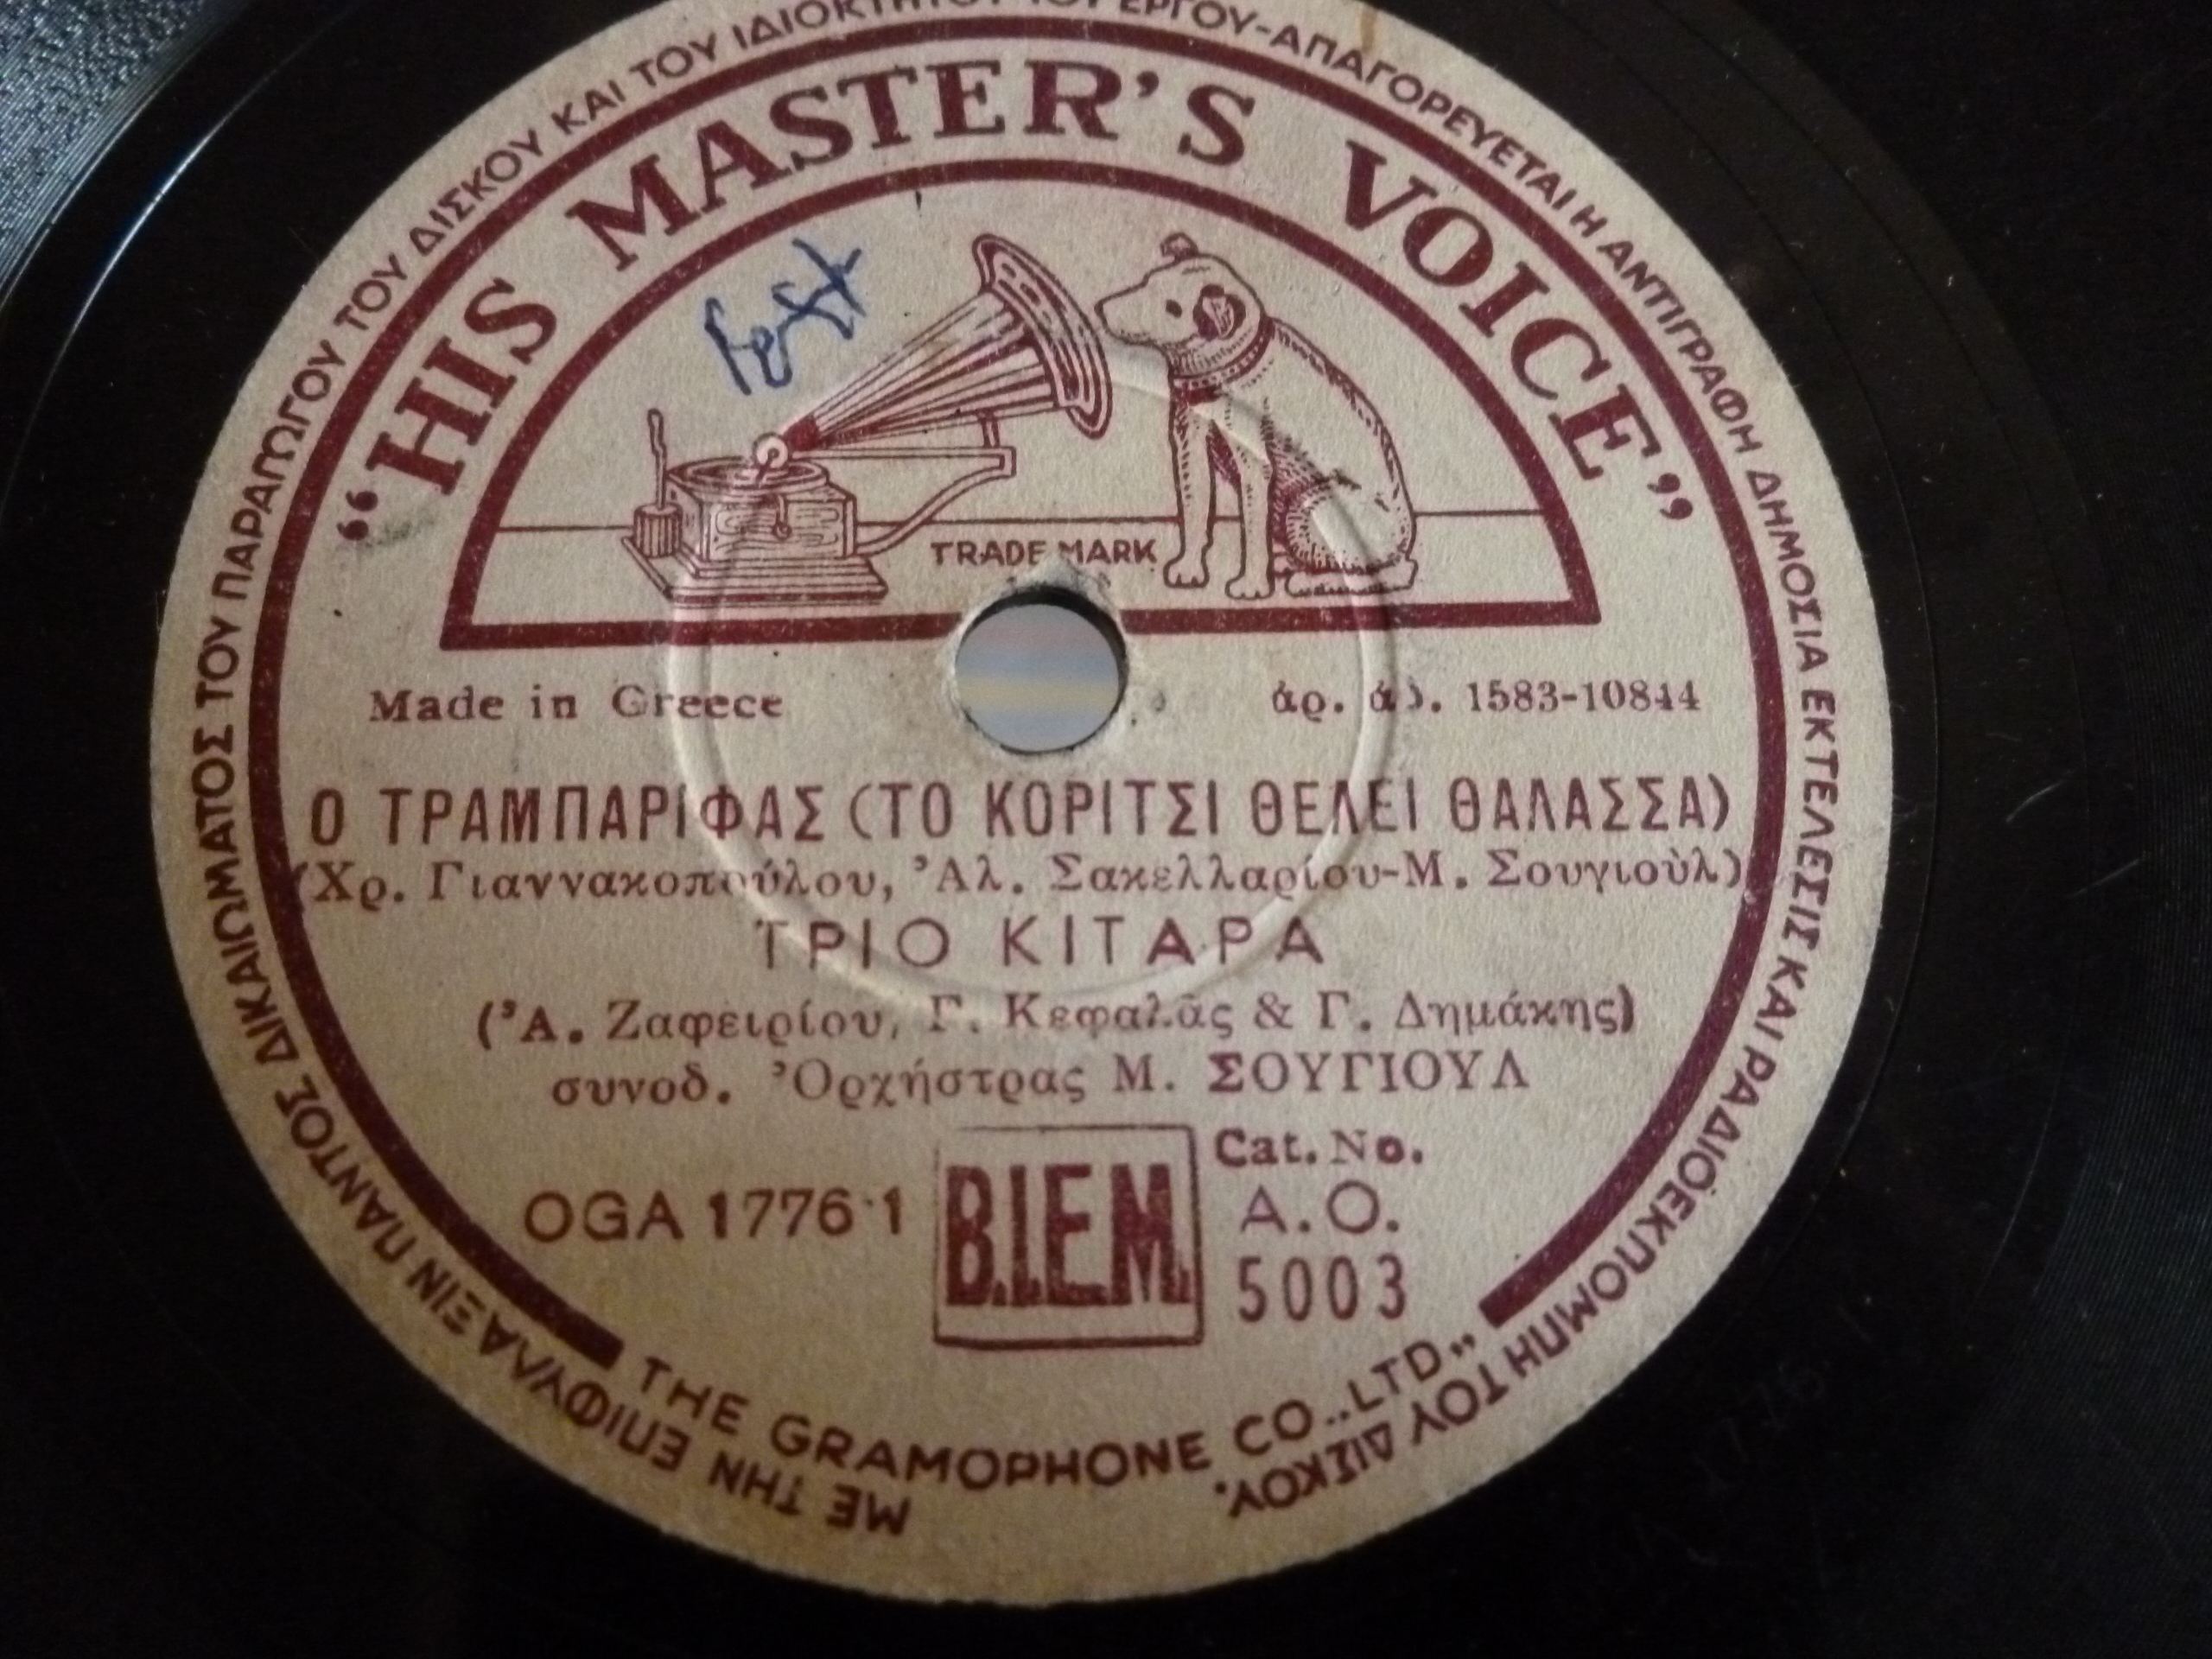 ΜΕ ΤΗΝ ΕΠΙΦΥΛΑΞΙΝ ΠΑΝΤΟΣ ΔΙΚΑΙΩΜΑΤΟΣ ΤΟΥ ΠΑΡΑΓΩΓΟΥ ΤΟΥ ΔΙΣΚΟΥ ΚΑΙ ΤΟΥ ΙΔΙΟΚΤΗΤΟΥ ΤΟΥ ΕΡΓΟΥ-ΑΠΑΓΟΡΕΥΕΤΑΙ Η ΑΝΤΙΓΡΑΦΗ ΔΗΜΟΣΙΑ ΕΚΤΕΛΕΣΙΣ ΚΑΙ ΡΑΔΙΟΕΚΠΟΜΠΗ ΤΟΥ ΔΙΣΚΟΥ.
“HIS MASTER'S VOICE”
TRADE MARK
Made in Greece
ἀρ. ἀδ. 1583-10844
Ο ΤΡΑΜΠΑΡΙΦΑΣ (ΤΟ ΚΟΡΙΤΣΙ ΘΕΛΕΙ ΘΑΛΑΣΣΑ)
(Χρ. Γιαννακοπούλου, Ἀλ. Σακελλαρίου-Μ. Σουγιοὺλ)
ΤΡΙΟ ΚΙΤΑΡΑ
(Ἀ. Ζαφειρίου, Γ. Κεφαλᾶς & Γ. Δημάκης)
συνοδ. Ὀρχήστρας Μ. ΣΟΥΓΙΟΥΛ
OGA 1776·1
B.I.E.M.
Cat. No.
A.O.
5003
THE GRAMOPHONE CO..LTD„